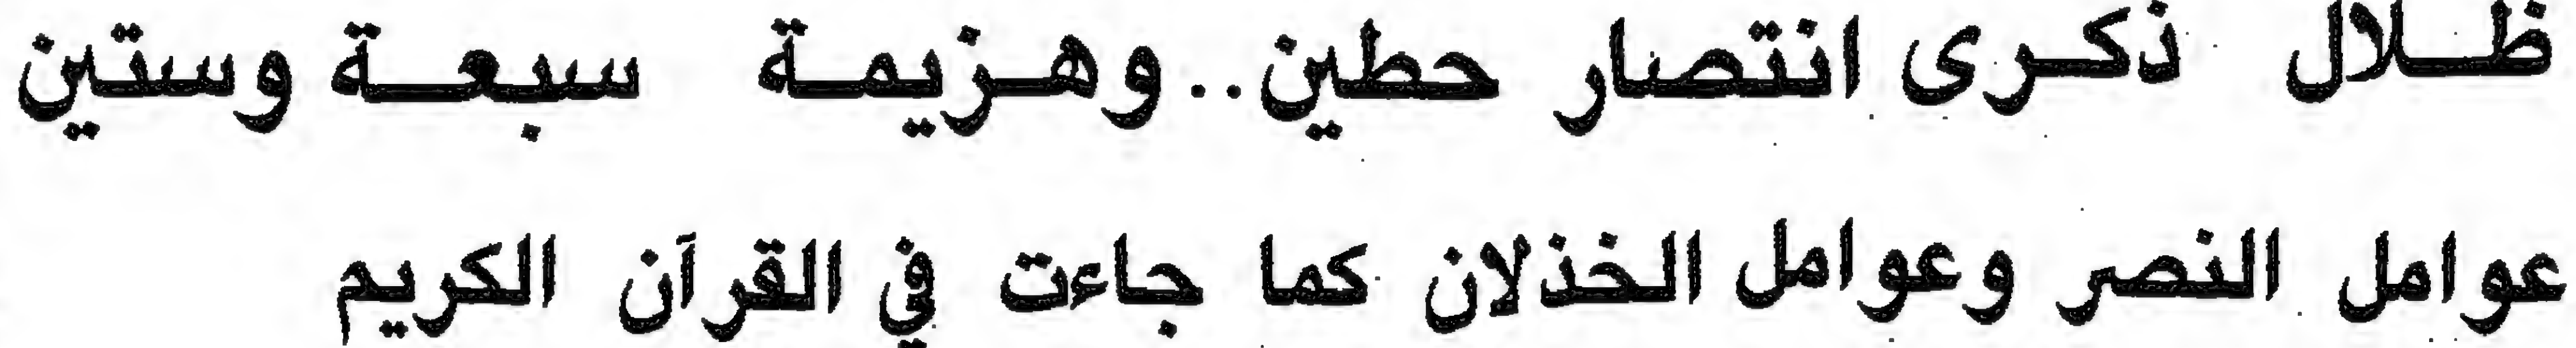 ظلال ذكرى انتصار حطين.. وهزيمة سبعة وستين
عوامل النصر وعوامل الخذلان كما جاءت في القرآن الكريم